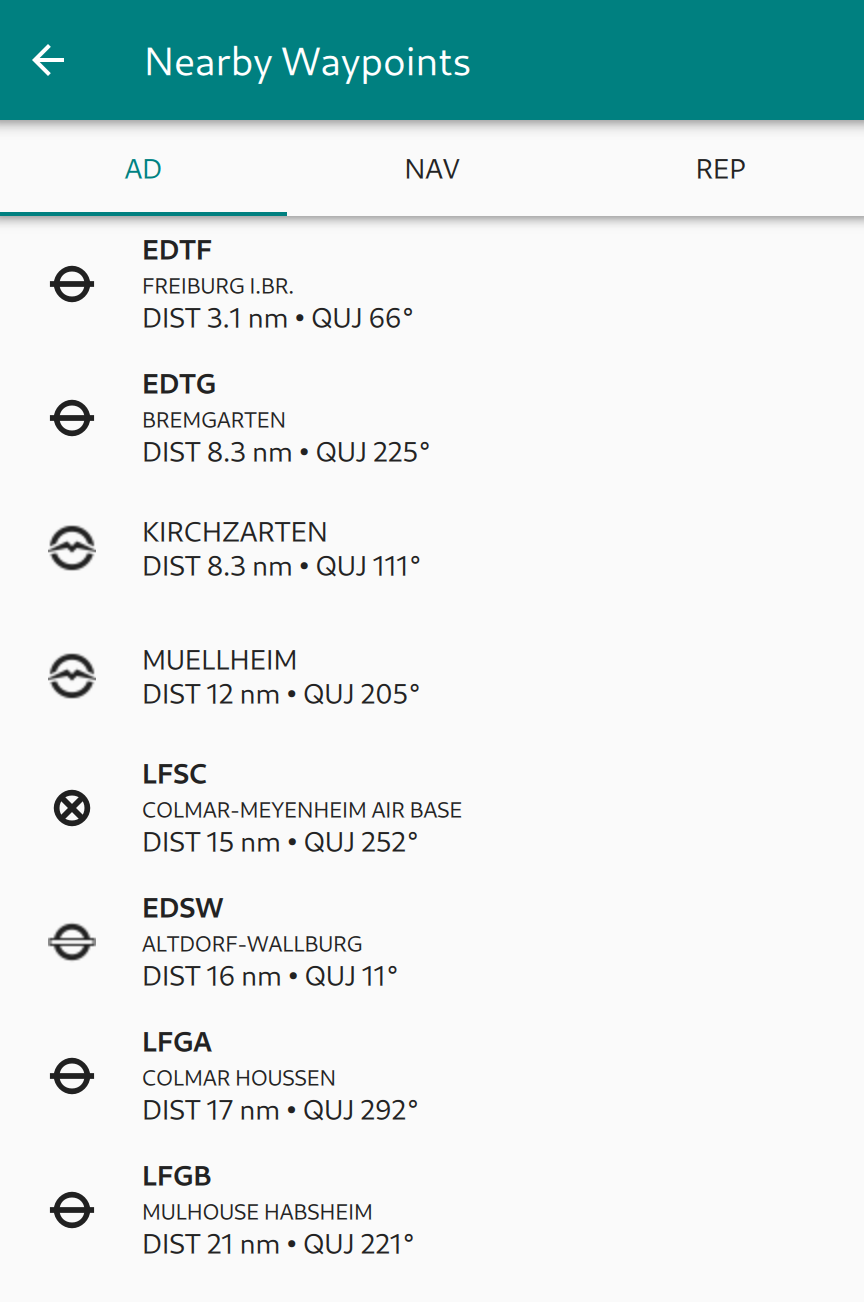 Nearby Waypoints
AD NAV REP
EDTF
FREIBURG I.BR.
DIST 3.1 nm • QUJ 66°
EDTG
BREMGARTEN
DIST 8.3 nm • QUJ 225°
KIRCHZARTEN
DIST 8.3 nm • QUJ 111°
MUELLHEIM
DIST 12 nm • QUJ 205°
LFSC
COLMAR-MEYENHEIM AIR BASE
DIST 15 nm • QUJ 252°
EDSW
ALTDORF-WALLBURG
DIST 16 nm • QUJ 11°
LFGA
COLMAR HOUSSEN
DIST 17 nm • QUJ 292°
LFGB
MULHOUSE HABSHEIM
DIST 21 nm • QUJ 221°